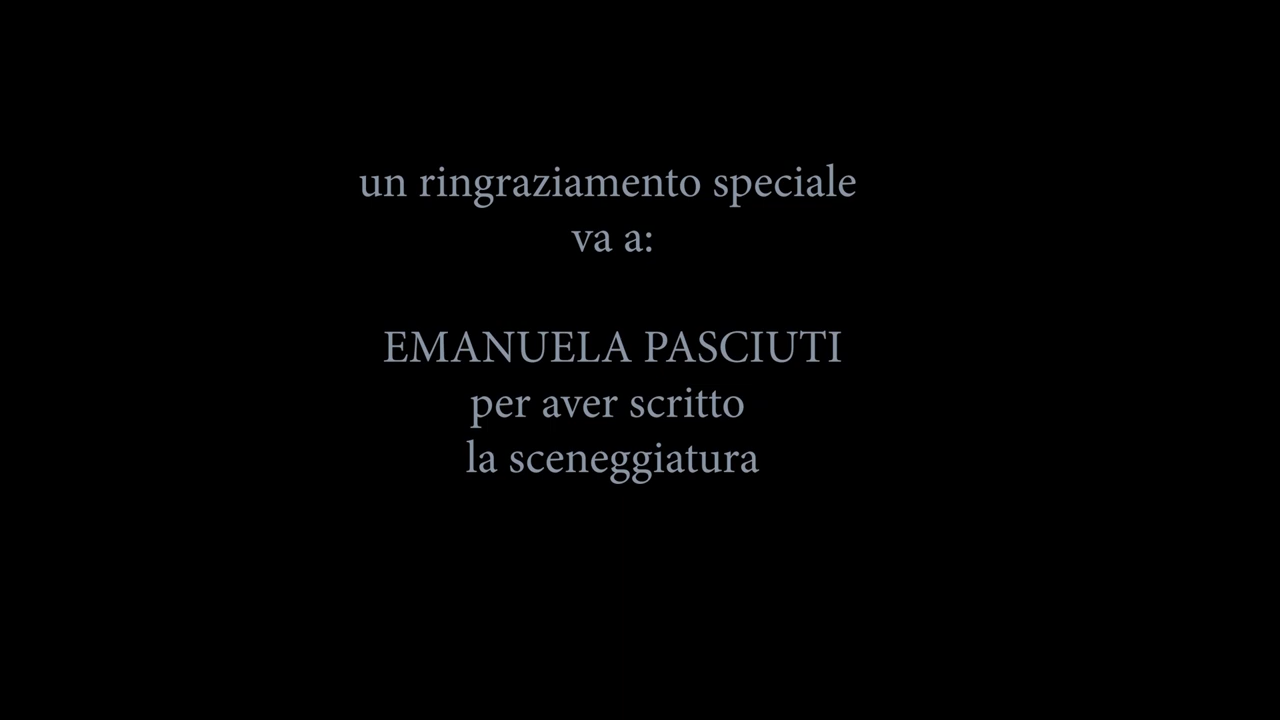 un ringraziamento speciale
va a:
EMANUELA PASCIUTI
per aver scritto
la sceneggiatura